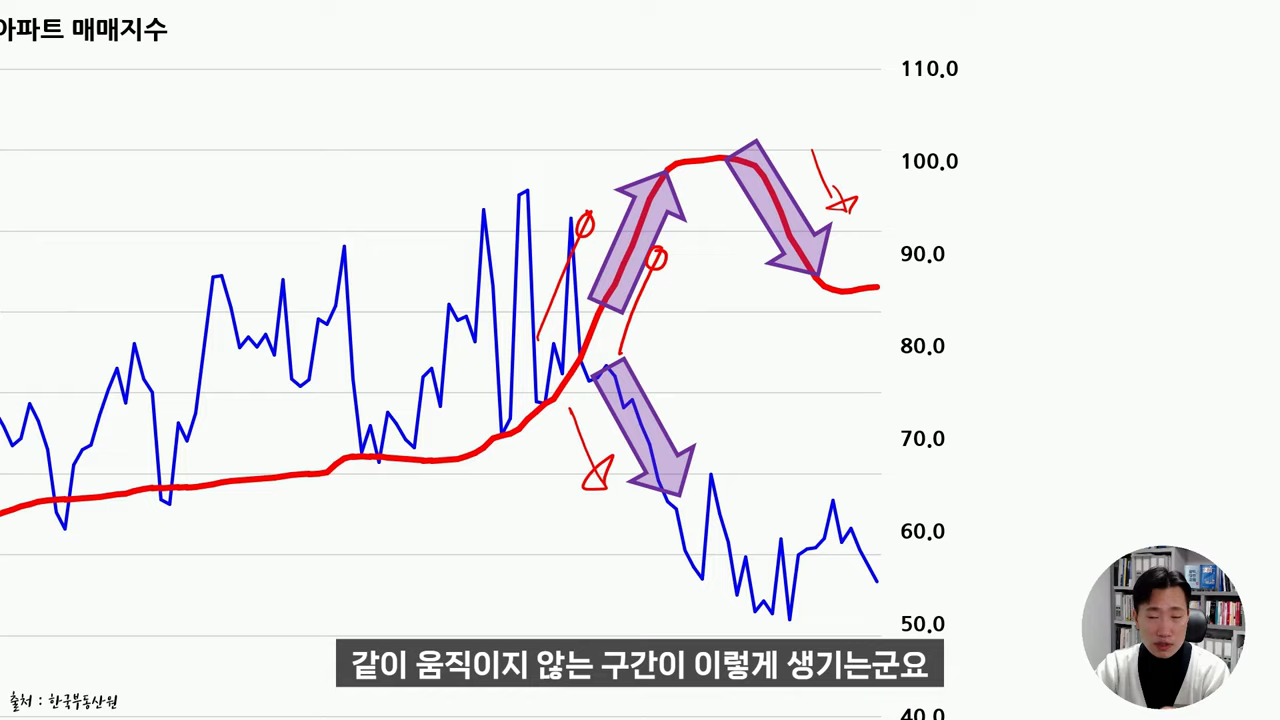 아파트 매매지수
110.0
100.0
90.0
80.0
70.0
60.0
50.0
같이 움직이지 않는 구간이 이렇게 생기는군요
출처 : 한국부동산원
40.0